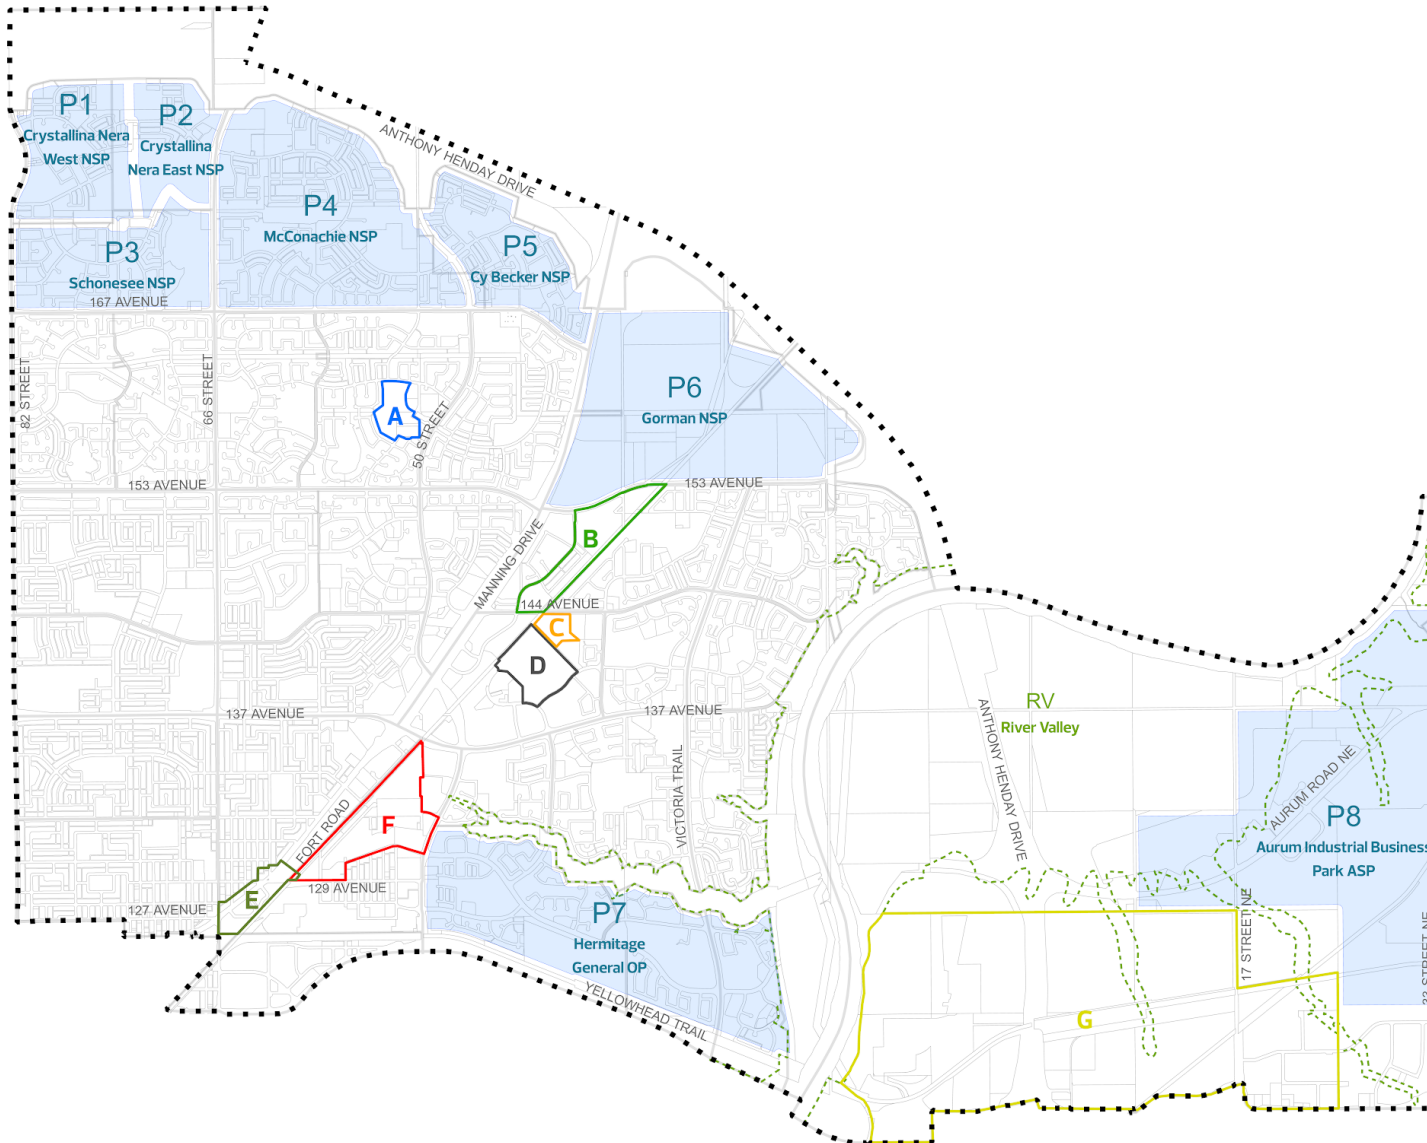 P1
Crystallina Nera
West NSP
P2
Crystallina
Nera East NSP
P3
Schonesee NSP
P4
McConachie NSP
P5
Cy Becker NSP
ANTHONY HENDAY DRIVE
167 AVENUE
82 STREET
66 STREET
A
50 STREET
P6
Gorman NSP
153 AVENUE
153 AVENUE
MANNING DRIVE
B
144 AVENUE
C
D
137 AVENUE
137 AVENUE
VICTORIA TRAIL
RV
River Valley
ANTHONY HENDAY DRIVE
AURUM ROAD NE
P8
Aurum Industrial Business
Park ASP
FORT ROAD
F
129 AVENUE
E
127 AVENUE
P7
Hermitage
General OP
YELLOWHEAD TRAIL
17 STREET NE
33 STREET NE
G